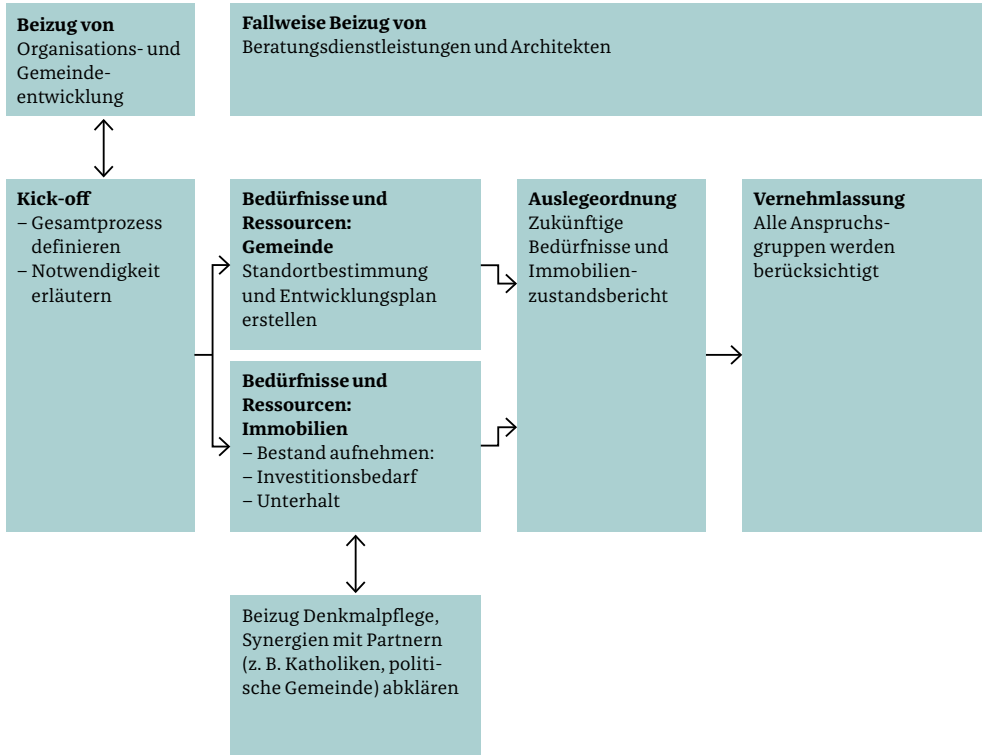 Beizug von
Organisations- und
Gemeinde-
entwicklung
Fallweise Beizug von
Beratungsdienstleistungen und Architekten
Kick-off
– Gesamtprozess
definieren
– Notwendigkeit
erläutern
Bedürfnisse und
Ressourcen:
Gemeinde
Standortbestimmung
und Entwicklungsplan
erstellen
Bedürfnisse und
Ressourcen:
Immobilien
– Bestand aufnehmen:
– Investitionsbedarf
– Unterhalt
Auslegeordnung
Zukünftige
Bedürfnisse und
Immobilien-
zustandsbericht
Vernehmlassung
Alle Anspruchs-
gruppen werden
berücksichtigt
Beizug Denkmalpflege,
Synergien mit Partnern
(z. B. Katholiken, politi-
sche Gemeinde) abklären